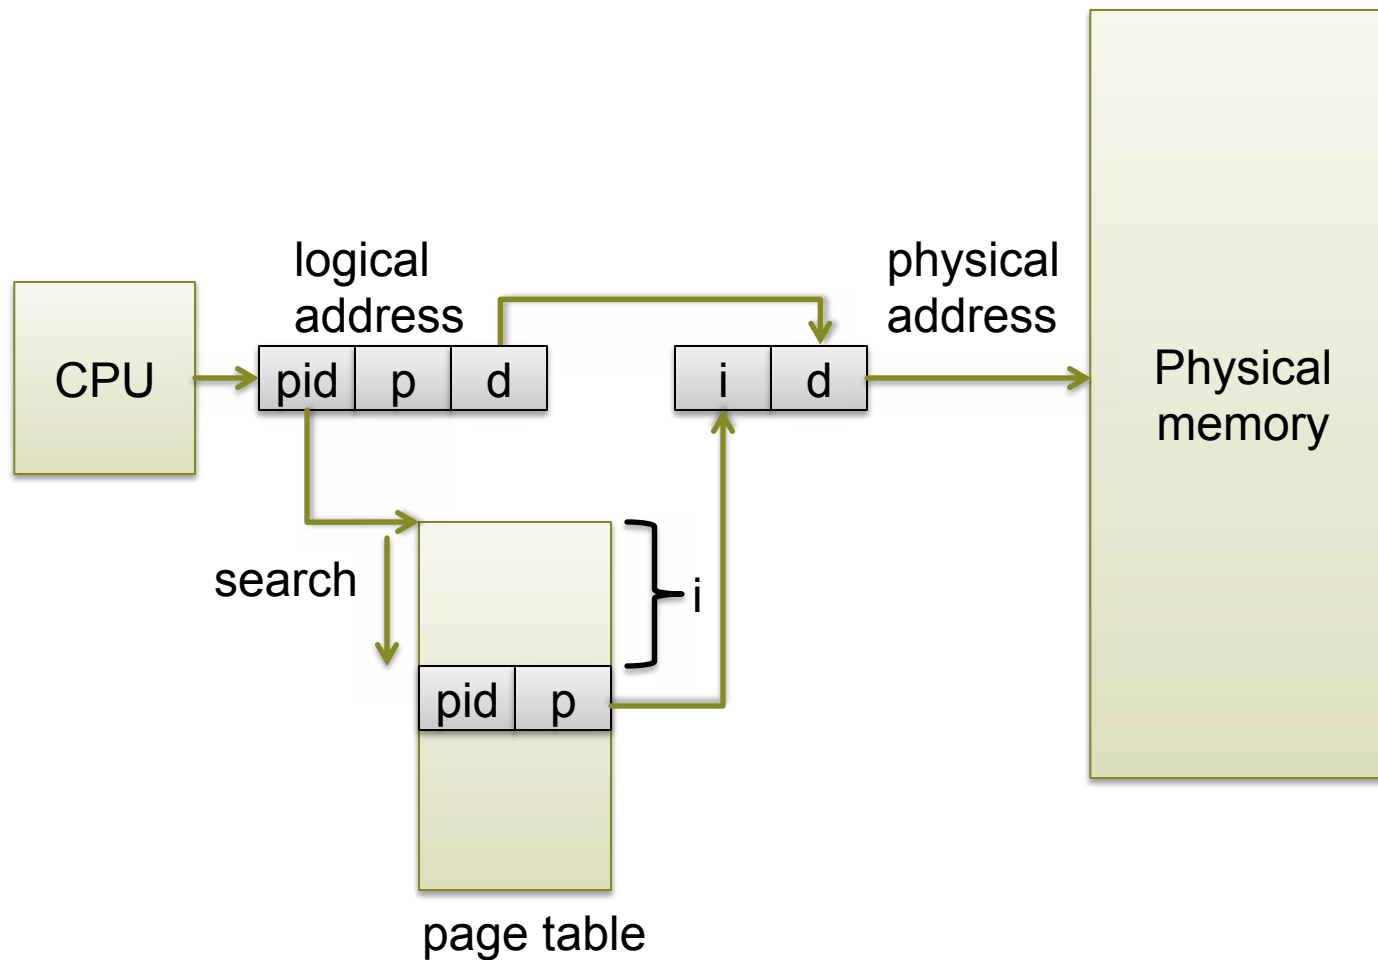 logical
address
physical
address
CPU
pid
p
d
i
d
Physical
memory
search
i
pid
p
page table